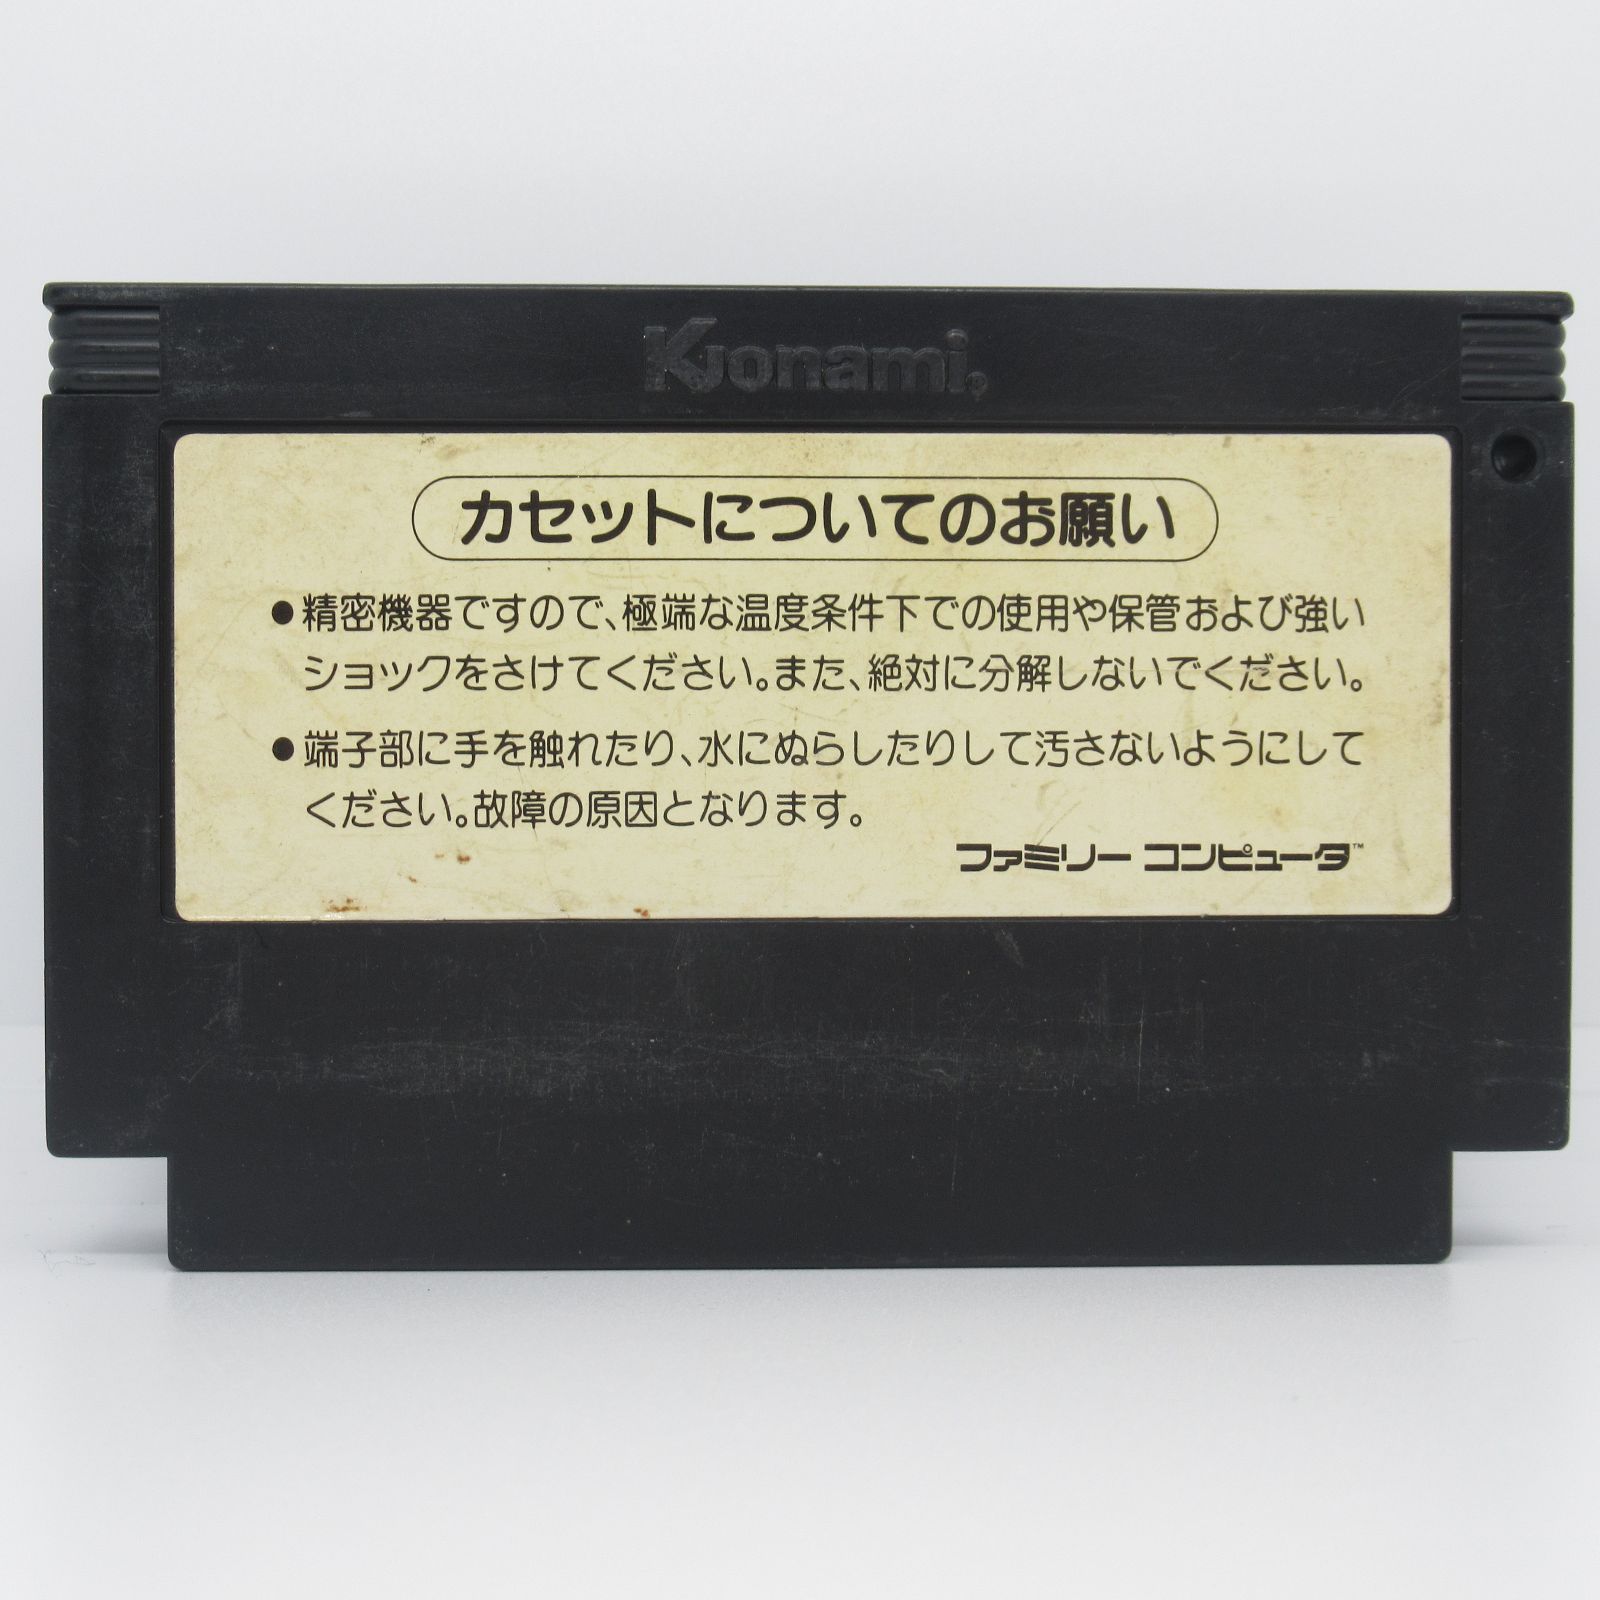 Konami®
カセットについてのお願い
●精密機器ですので、極端な温度条件下での使用や保管および強い
ショックをさけてください。また、絶対に分解しないでください。
●端子部に手を触れたり、水にぬらしたりして汚さないようにして
ください。故障の原因となります。
ファミリー コンピュータ™